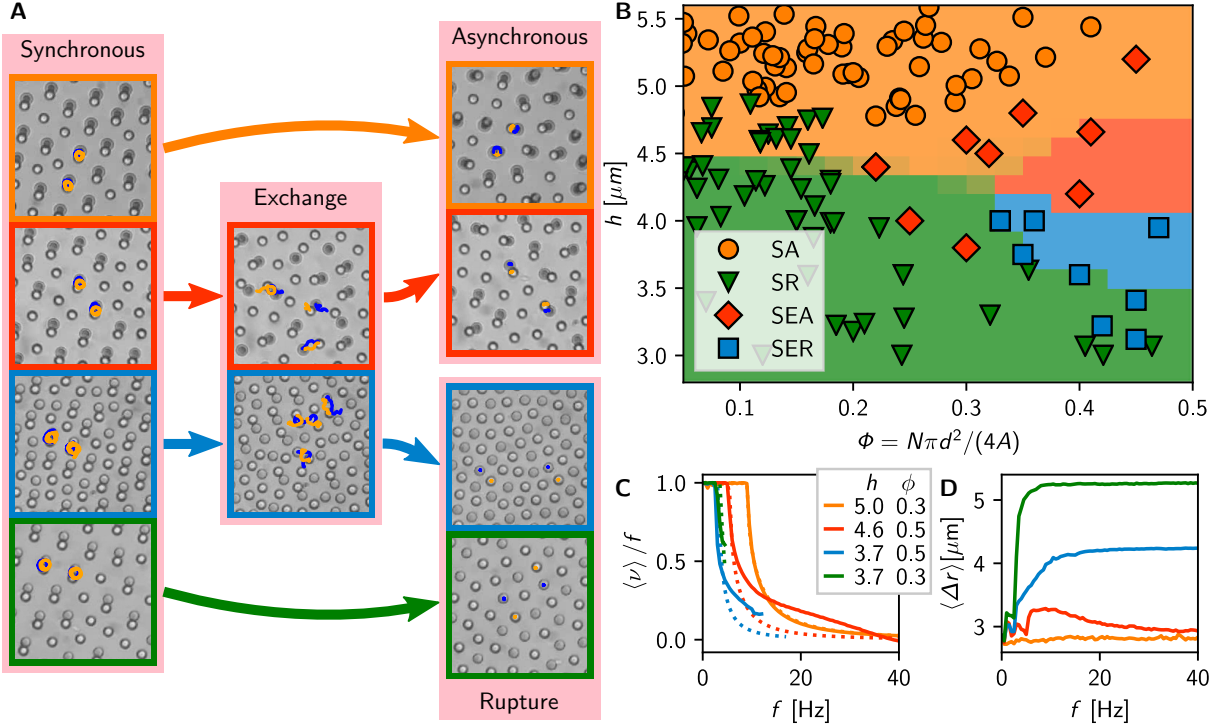 A
Synchronous
Asynchronous
Exchange
Rupture
B
h [μm]
5.5
5.0
4.5
4.0
3.5
3.0
SA
SR
SEA
SER
0.1
0.2
0.3
0.4
0.5
Φ = Nπd²/(4A)
C
⟨ν⟩/f
1.0
0.5
0.0
0
20
40
f [Hz]
h ϕ
5.0 0.3
4.6 0.5
3.7 0.5
3.7 0.3
D
⟨Δr⟩[μm]
5
4
3
0
20
40
f [Hz]